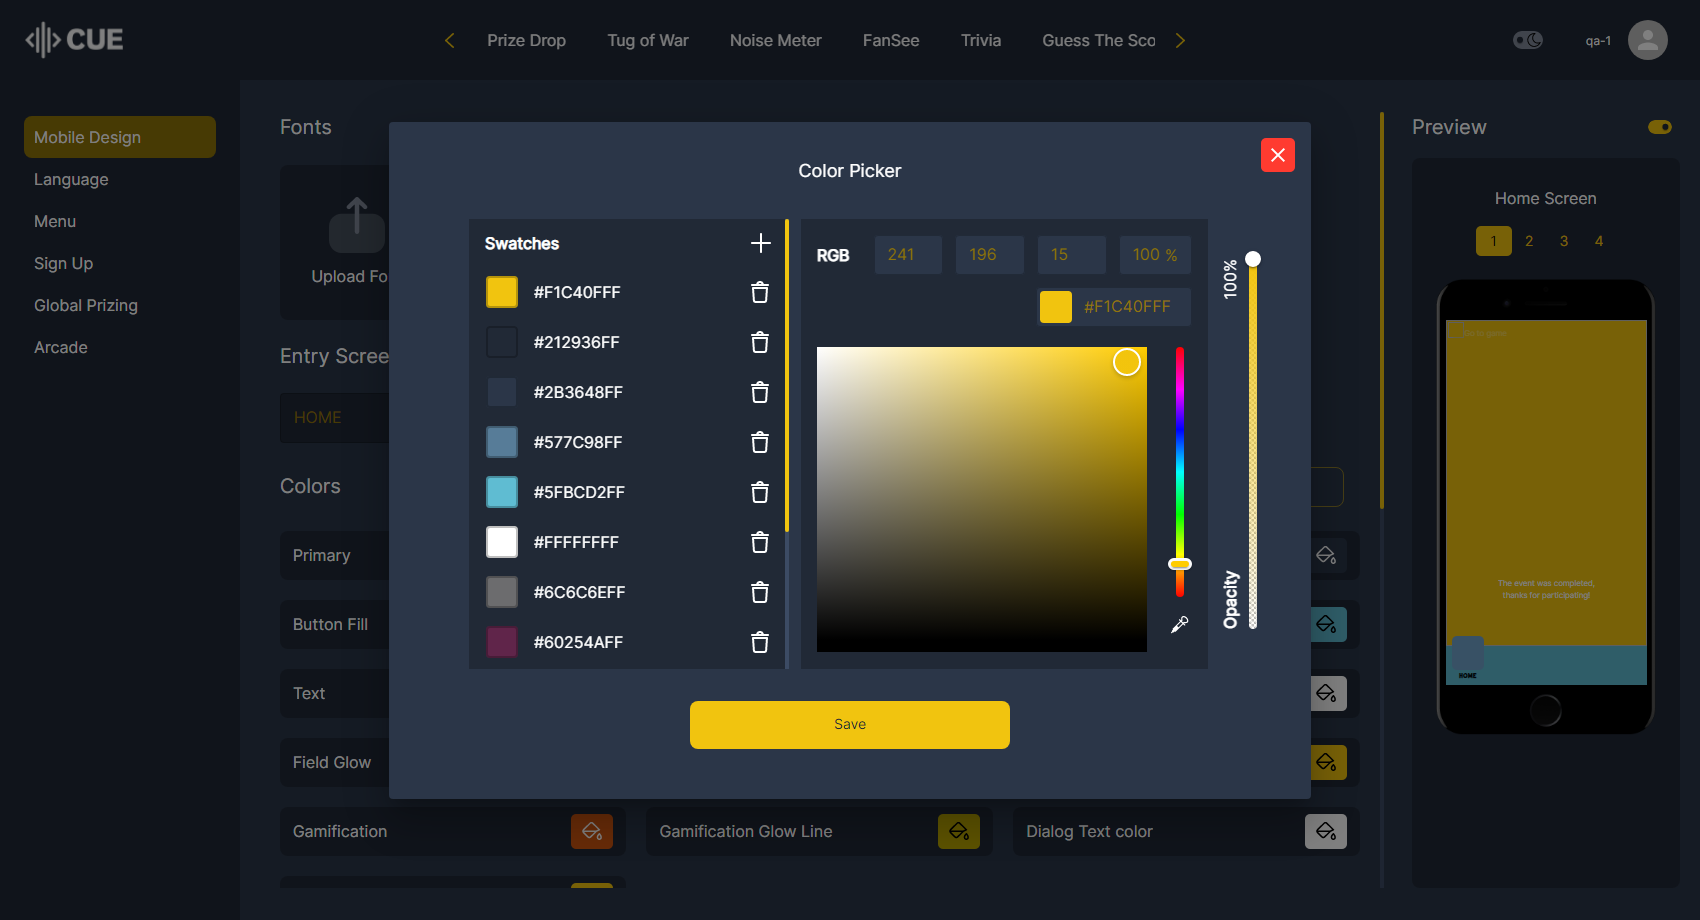 CUE
Prize Drop
Tug of War
Noise Meter
FanSee
Trivia
Guess The Sco
qa-1
Mobile Design
Language
Menu
Sign Up
Global Prizing
Arcade
Fonts
Upload Fo
Entry Scree
HOME
Colors
Primary
Button Fill
Text
Field Glow
Gamification
Gamification Glow Line
Dialog Text color
Color Picker
Swatches
#F1C40FFF
#212936FF
#2B3648FF
#577C98FF
#5FBCD2FF
#FFFFFFFF
#6C6C6EFF
#60254AFF
RGB
241
196
15
100 %
#F1C40FFF
100%
Opacity
Save
Preview
Home Screen
1
2
3
4
The event was completed,
thanks for participating!
HOME